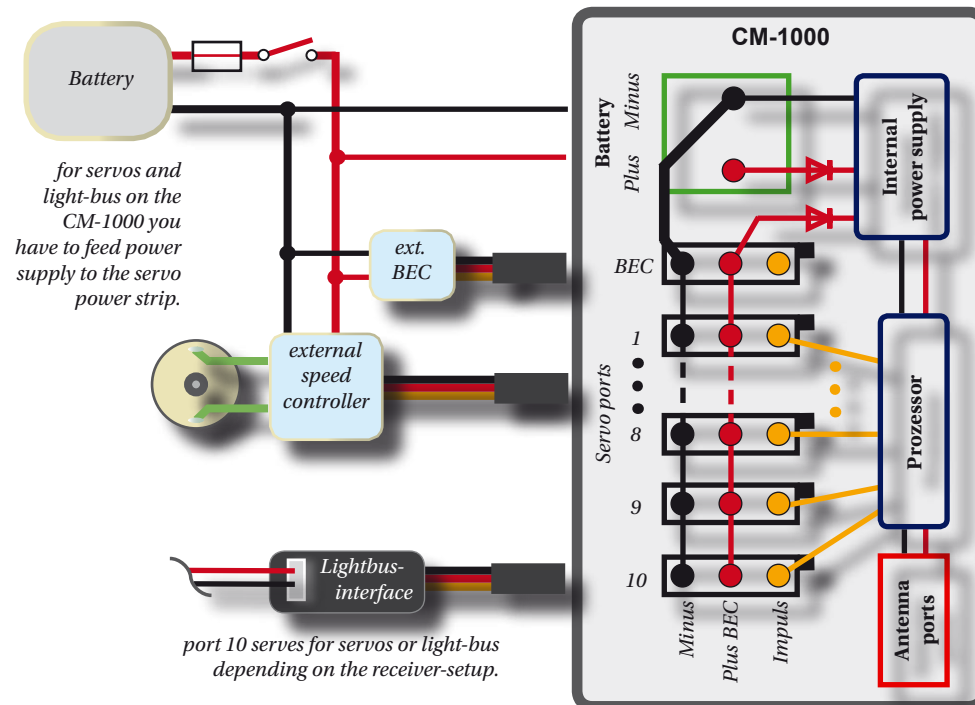 CM-1000
Battery
Minus
Plus
Battery
Internal
power supply
for servos and
light-bus on the
CM-1000 you
have to feed power
supply to the servo
power strip.
ext.
BEC
BEC
1
external
speed
controller
Servo ports
8
Prozessor
9
10
Lightbus-
interface
Minus
Plus BEC
Impuls
Antenna
ports
port 10 serves for servos or light-bus
depending on the receiver-setup.